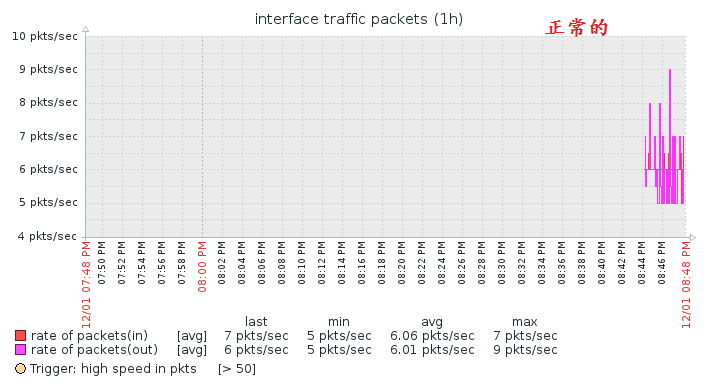 interface traffic packets (1h)
正常的
10 pkts/sec
9 pkts/sec
8 pkts/sec
7 pkts/sec
6 pkts/sec
5 pkts/sec
4 pkts/sec
12/01 07:48 PM
07:50 PM
07:52 PM
07:54 PM
07:56 PM
07:58 PM
08:00 PM
08:02 PM
08:04 PM
08:06 PM
08:08 PM
08:10 PM
08:12 PM
08:14 PM
08:16 PM
08:18 PM
08:20 PM
08:22 PM
08:24 PM
08:26 PM
08:28 PM
08:30 PM
08:32 PM
08:34 PM
08:36 PM
08:38 PM
08:40 PM
08:42 PM
08:44 PM
08:46 PM
12/01 08:48 PM
last min avg max
rate of packets(in) [avg] 7 pkts/sec 5 pkts/sec 6.06 pkts/sec 7 pkts/sec
rate of packets(out) [avg] 6 pkts/sec 5 pkts/sec 6.01 pkts/sec 9 pkts/sec
Trigger: high speed in pkts [> 50]